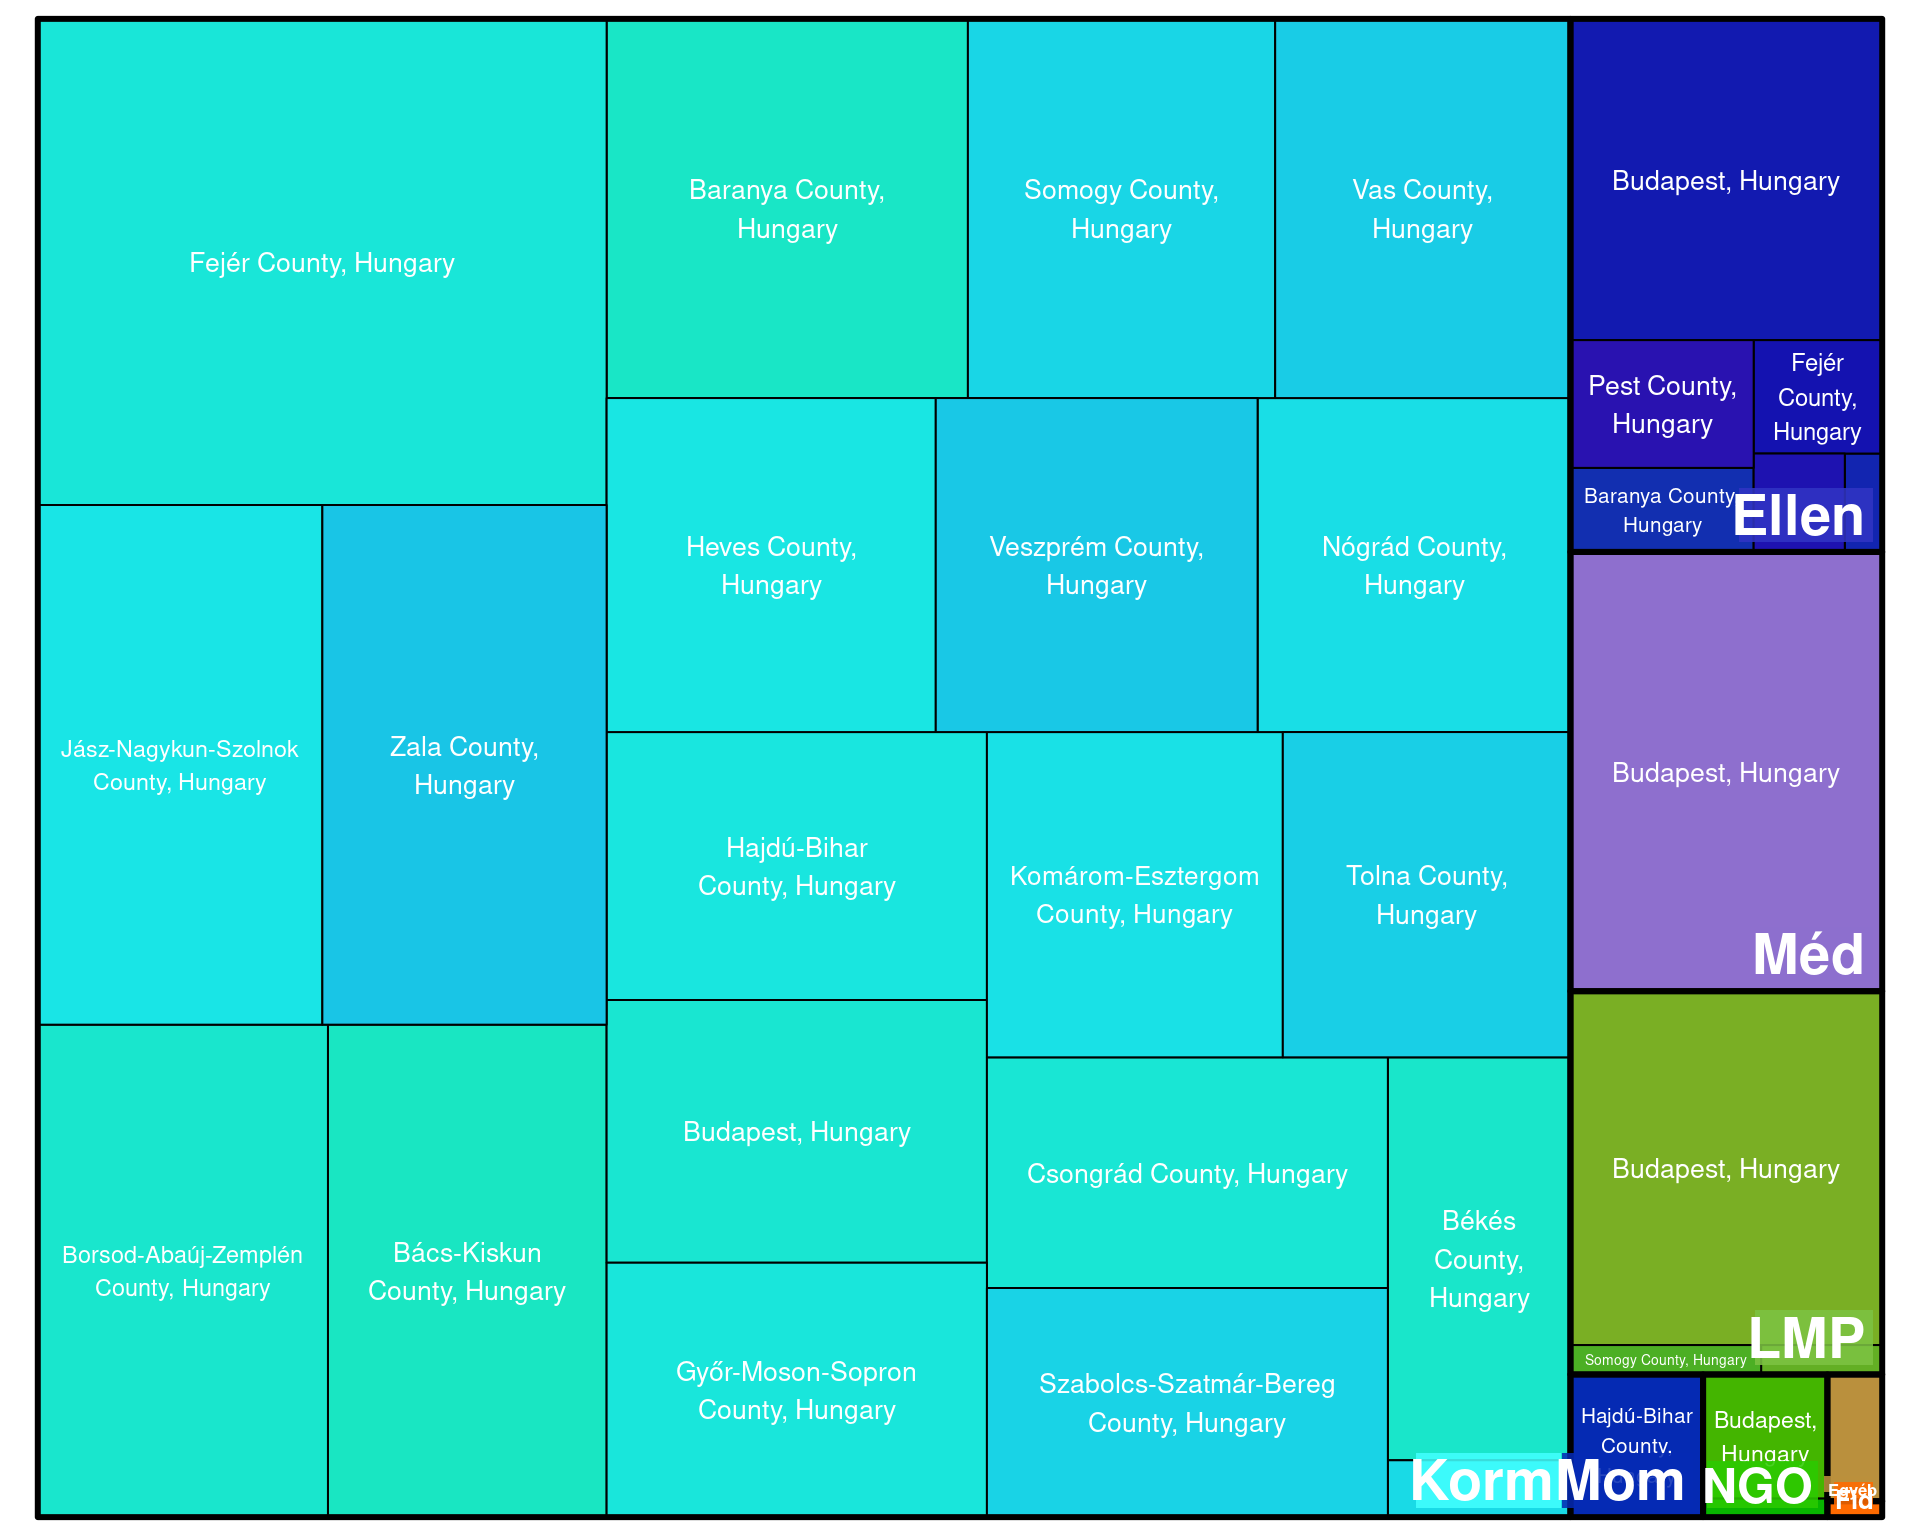 Fejér County, Hungary
Baranya County,
Hungary
Somogy County,
Hungary
Vas County,
Hungary
Jász-Nagykun-Szolnok
County, Hungary
Zala County,
Hungary
Heves County,
Hungary
Veszprém County,
Hungary
Nógrád County,
Hungary
Hajdú-Bihar
County, Hungary
Komárom-Esztergom
County, Hungary
Tolna County,
Hungary
Borsod-Abaúj-Zemplén
County, Hungary
Bács-Kiskun
County, Hungary
Budapest, Hungary
Csongrád County, Hungary
Békés
County,
Hungary
Győr-Moson-Sopron
County, Hungary
Szabolcs-Szatmár-Bereg
County, Hungary
Korm
Budapest, Hungary
Pest County,
Hungary
Fejér
County,
Hungary
Baranya County
Hungary
Ellen
Budapest, Hungary
Méd
Budapest, Hungary
Somogy County, Hungary
LMP
Hajdú-Bihar
County.
Mom
Budapest,
Hungary
NGO
Egyéb
Fid